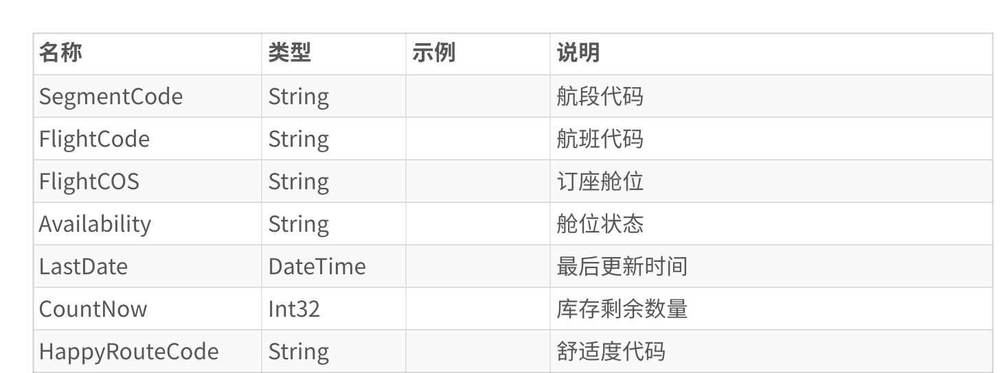 名称 类型 示例 说明
SegmentCode String 航段代码
FlightCode String 航班代码
FlightCOS String 订座舱位
Availability String 舱位状态
LastDate DateTime 最后更新时间
CountNow Int32 库存剩余数量
HappyRouteCode String 舒适度代码